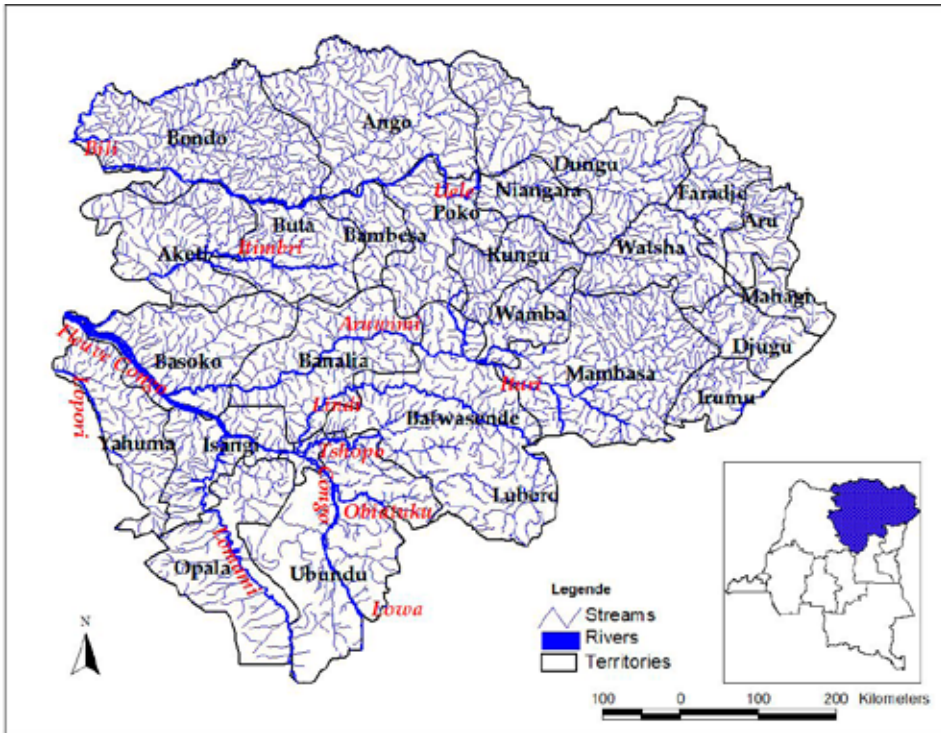 Ango
Bondo
Bili
Dungu
Uele
Niangara
Faradje
Poko
Aru
Buta
Bambesa
Itimbri
Rungu
Watsha
Aketi
Mahagi
Wamba
Aruwimi
Fleuve Congo
Basoko
Banalia
Djugu
Ituri
Mambasa
Irumu
Lopori
Lindi
Bafwasende
Yahuma
Isangi
Tshopo
Congo
Lubero
Obiatuku
Lomami
Opala
Ubundu
Lowa
N
Legende
Streams
Rivers
Territories
100 0 100 200 Kilometers